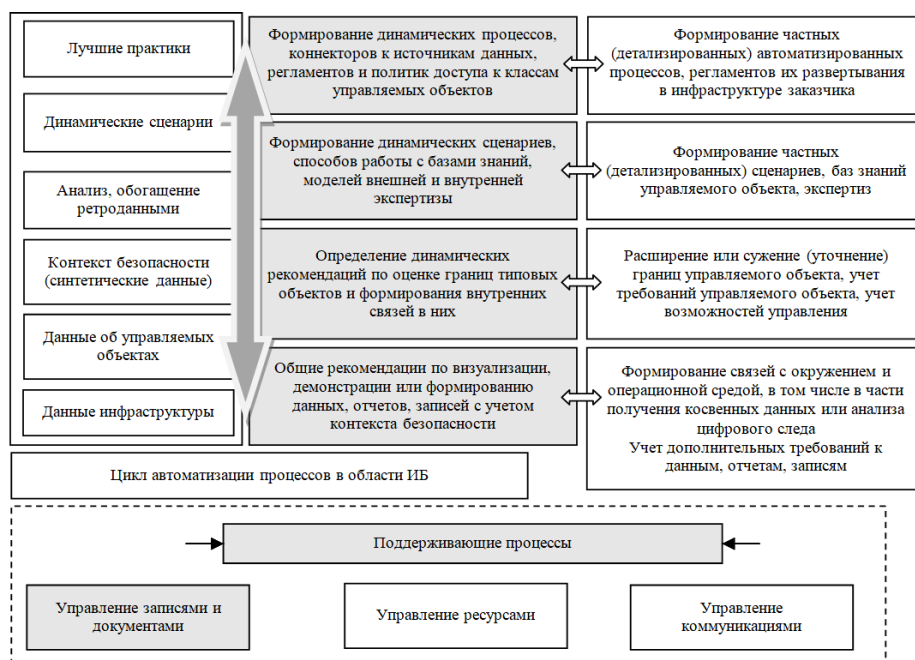 Лучшие практики
Динамические сценарии
Анализ, обогащение
ретроданными
Контекст безопасности
(синтетические данные)
Данные об управляемых
объектах
Данные инфраструктуры
Формирование динамических процессов,
коннекторов к источникам данных,
регламентов и политик доступа к классам
управляемых объектов
Формирование частных
(детализированных) автоматизированных
процессов, регламентов их развертывания
в инфраструктуре заказчика
Формирование динамических сценариев,
способов работы с базами знаний,
моделей внешней и внутренней
экспертизы
Формирование частных
(детализированных) сценариев, баз знаний
управляемого объекта, экспертиз
Определение динамических
рекомендаций по оценке границ типовых
объектов и формирования внутренних
связей в них
Расширение или сужение (уточнение)
границ управляемого объекта, учет
требований управляемого объекта, учет
возможностей управления
Общие рекомендации по визуализации,
демонстрации или формированию
данных, отчетов, записей с учетом
контекста безопасности
Формирование связей с окружением и
операционной средой, в том числе в части
получения косвенных данных или анализа
цифрового следа
Учет дополнительных требований к
данным, отчетам, записям
Цикл автоматизации процессов в области ИБ
Поддерживающие процессы
Управление записями и
документами
Управление ресурсами
Управление
коммуникациями